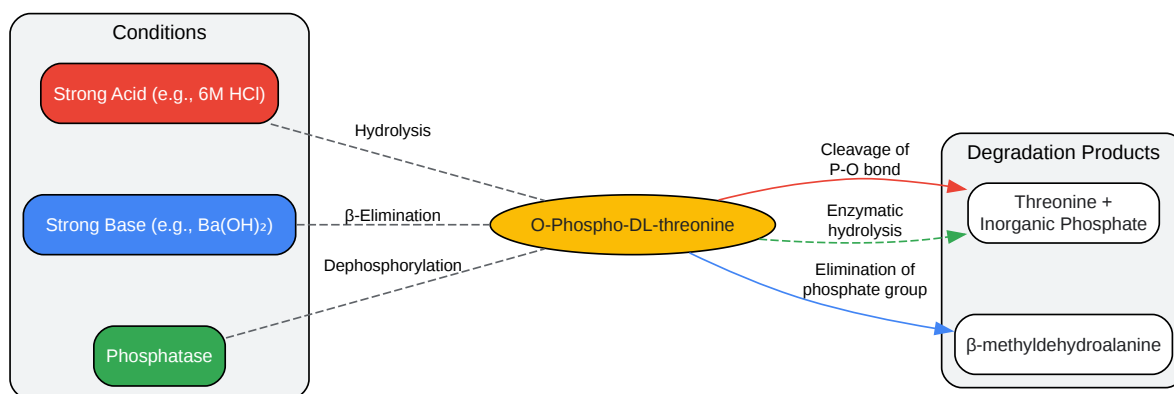 Conditions
Strong Acid (e.g., 6M HCl)
Strong Base (e.g., Ba(OH)₂)
Phosphatase
Hydrolysis
β-Elimination
Dephosphorylation
O-Phospho-DL-threonine
Cleavage of
P-O bond
Enzymatic
hydrolysis
Elimination of
phosphate group
Degradation Products
Threonine +
Inorganic Phosphate
β-methyldehydroalanine